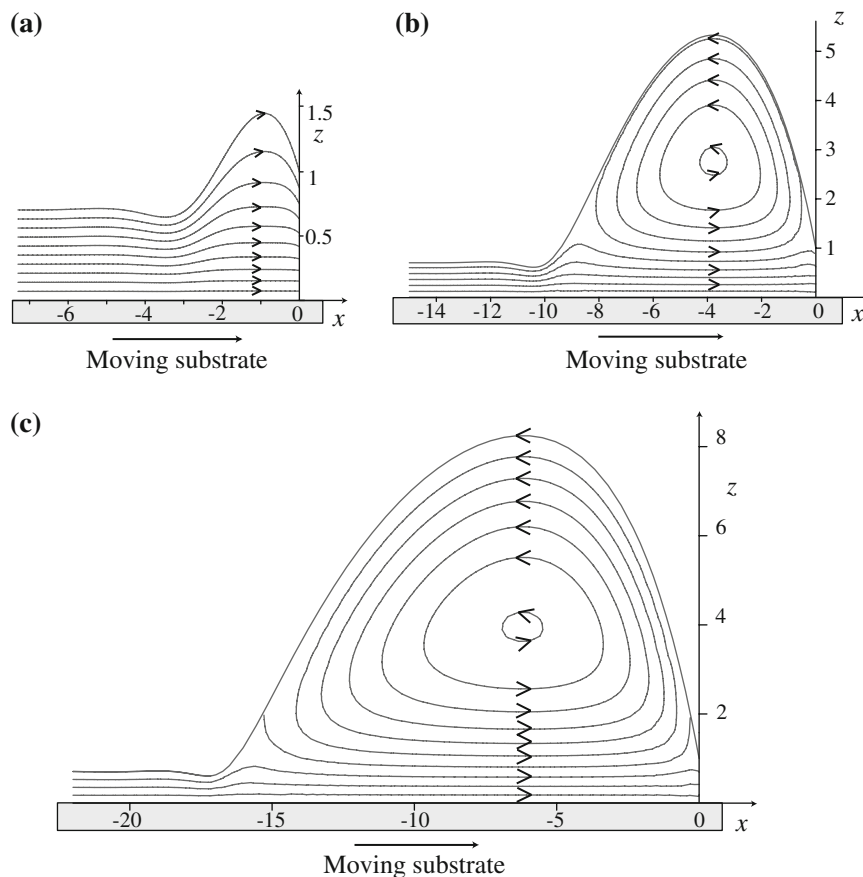 (a)
1.5
z
1
0.5
-6 -4 -2 0 x
Moving substrate
(b)
z
5
4
3
2
1
-14 -12 -10 -8 -6 -4 -2 0 x
Moving substrate
(c)
8
z
6
4
2
-20 -15 -10 -5 0 x
Moving substrate